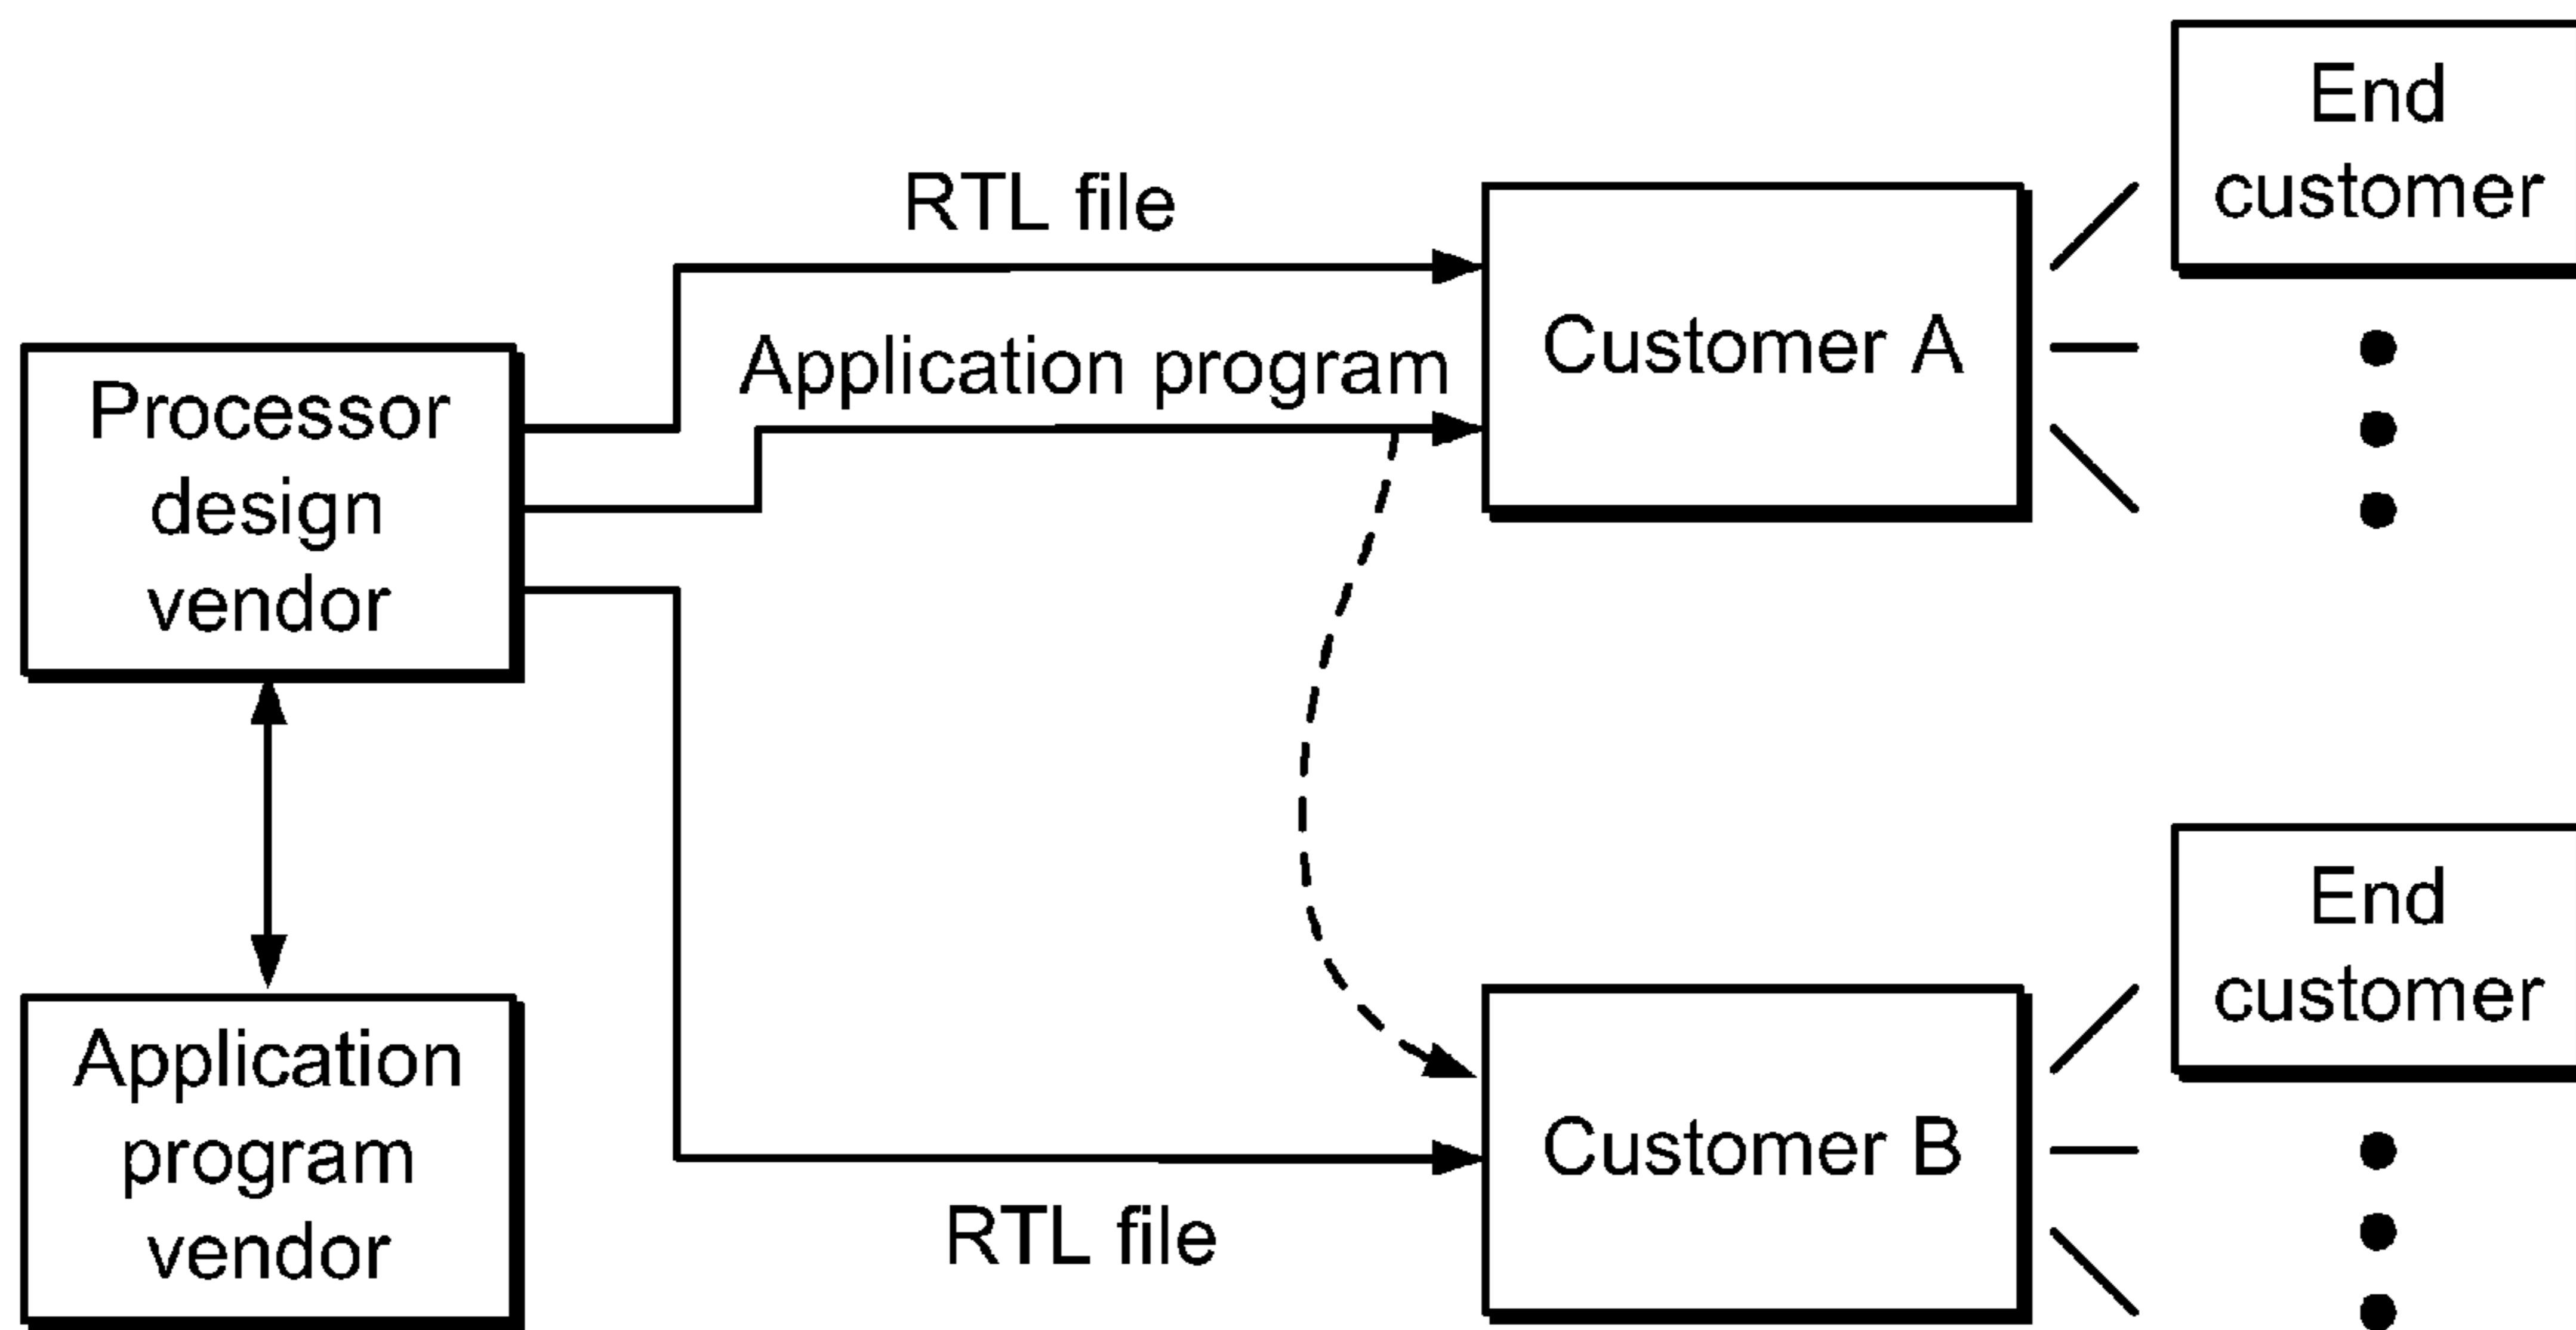 End
customer
RTL file
Application program
Customer A
Processor
design
vendor
End
customer
Application
program
vendor
Customer B
RTL file